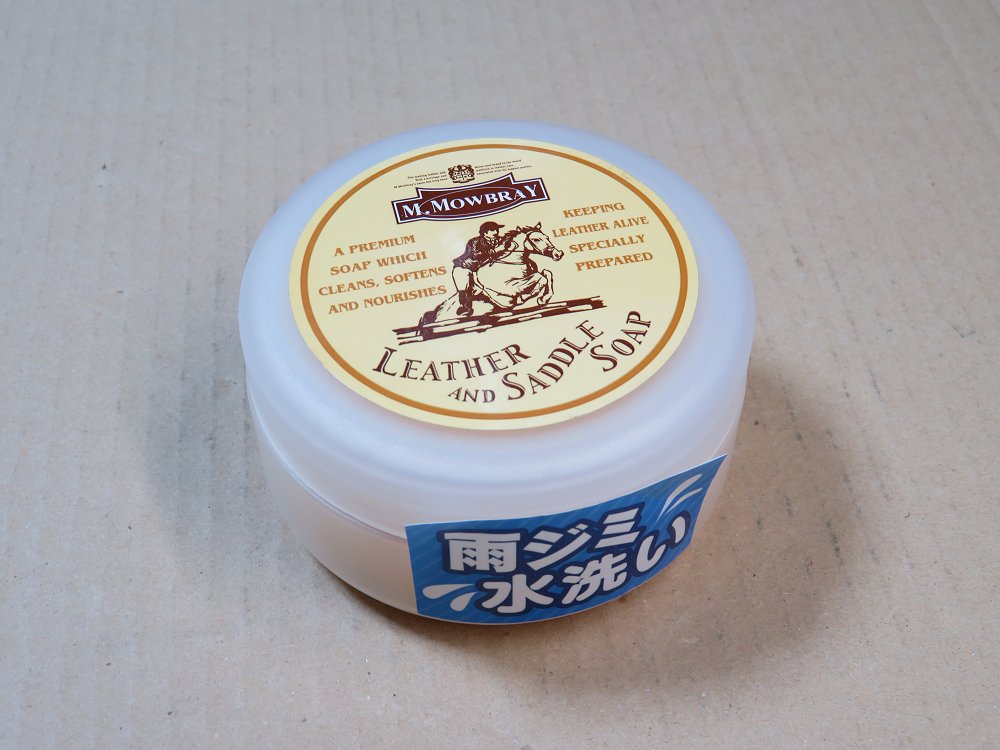 M. MOWBRAY
A PREMIUM
SOAP WHICH
CLEANS, SOFTENS
AND NOURISHES
KEEPING
LEATHER ALIVE
SPECIALLY
PREPARED
LEATHER
AND SADDLE
SOAP
雨ジミ
水洗い